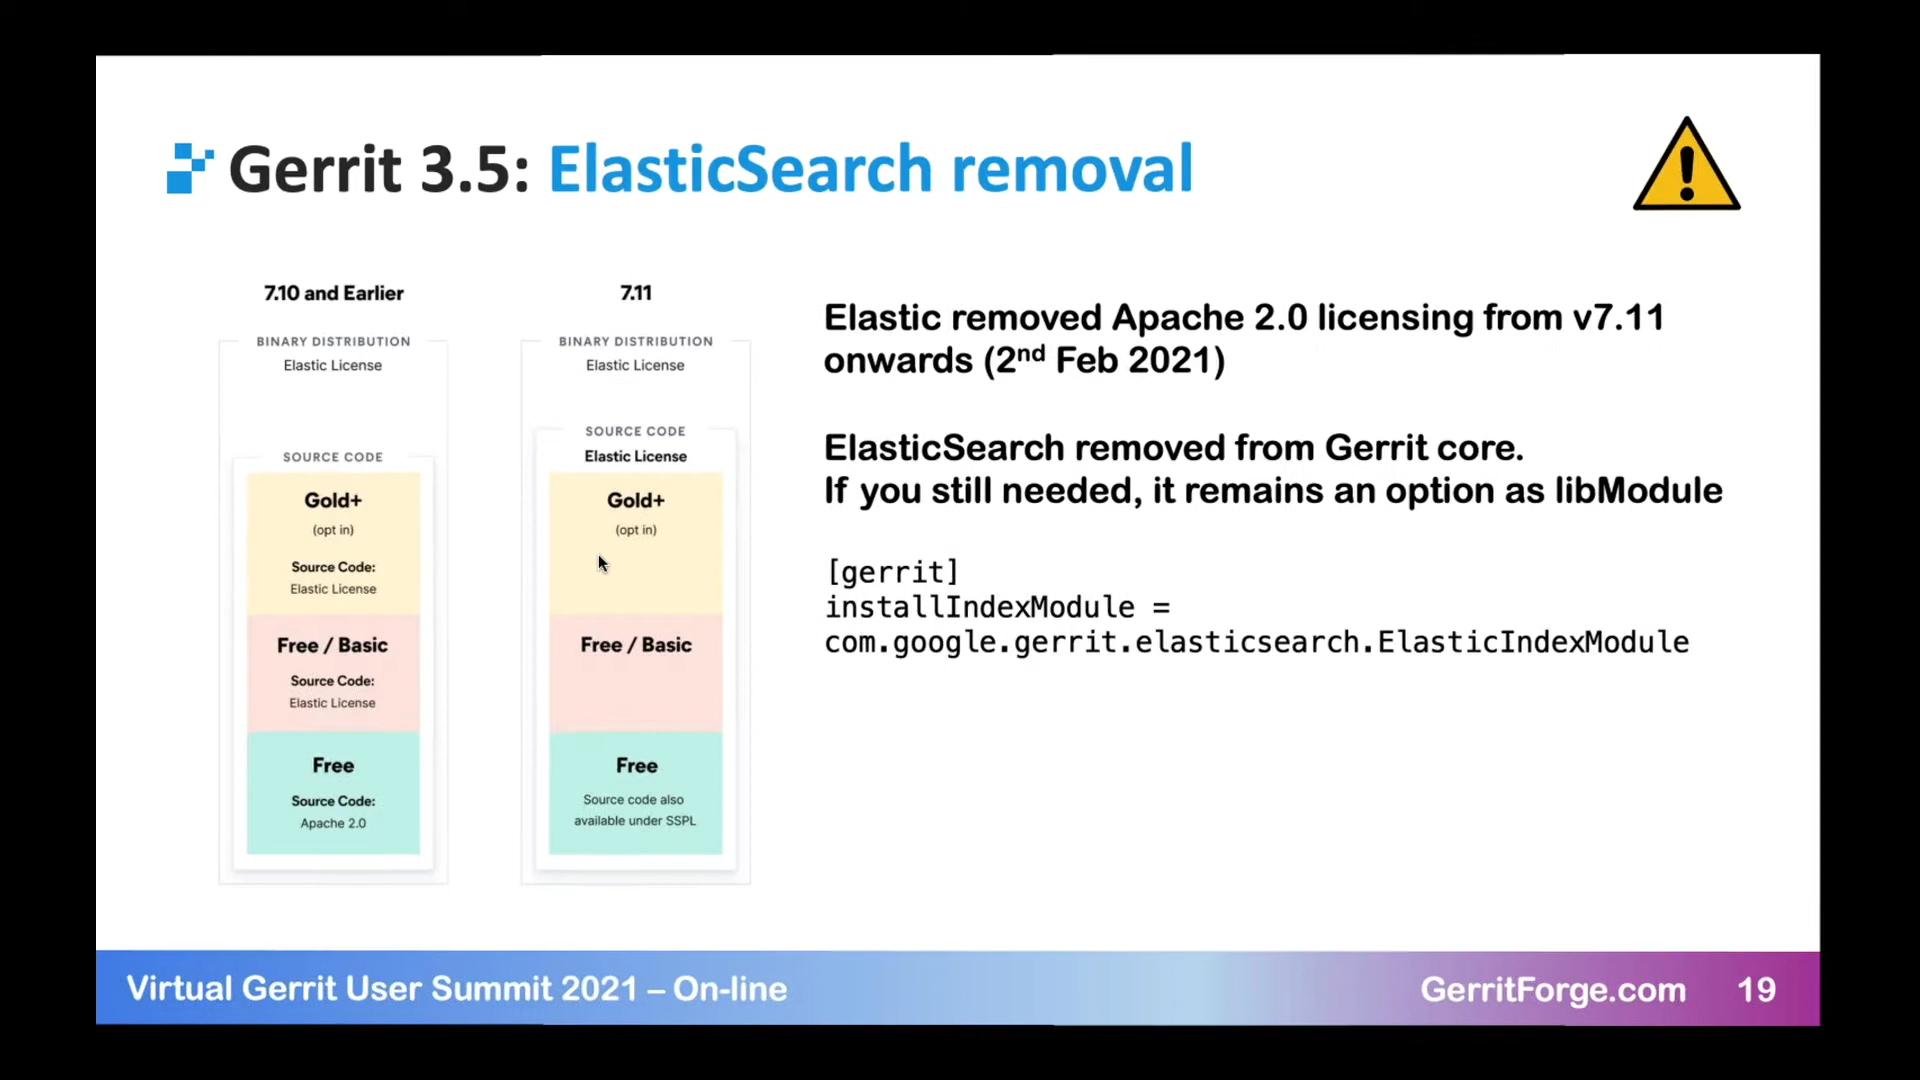 Gerrit 3.5: ElasticSearch removal
7.10 and Earlier
BINARY DISTRIBUTION
Elastic License
SOURCE CODE
Gold+
(opt in)
Source Code:
Elastic License
Free / Basic
Source Code:
Elastic License
Free
Source Code:
Apache 2.0
7.11
BINARY DISTRIBUTION
Elastic License
SOURCE CODE
Elastic License
Gold+
(opt in)
Free / Basic
Free
Source code also
available under SSPL
Elastic removed Apache 2.0 licensing from v7.11
onwards (2nd Feb 2021)
ElasticSearch removed from Gerrit core.
If you still needed, it remains an option as libModule
[gerrit]
installIndexModule =
com.google.gerrit.elasticsearch.ElasticIndexModule
Virtual Gerrit User Summit 2021 – On-line
GerritForge.com 19